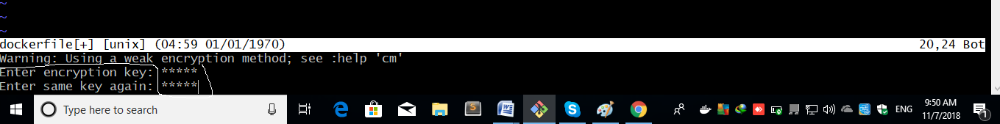 ~
~
~
dockerfile[+] [unix] (04:59 01/01/1970) 20,24 Bot
Warning: Using a weak encryption method; see :help 'cm'
Enter encryption key: *****
Enter same key again: *****
Type here to search
S
W
S
ENG
9:50 AM
11/7/2018
1